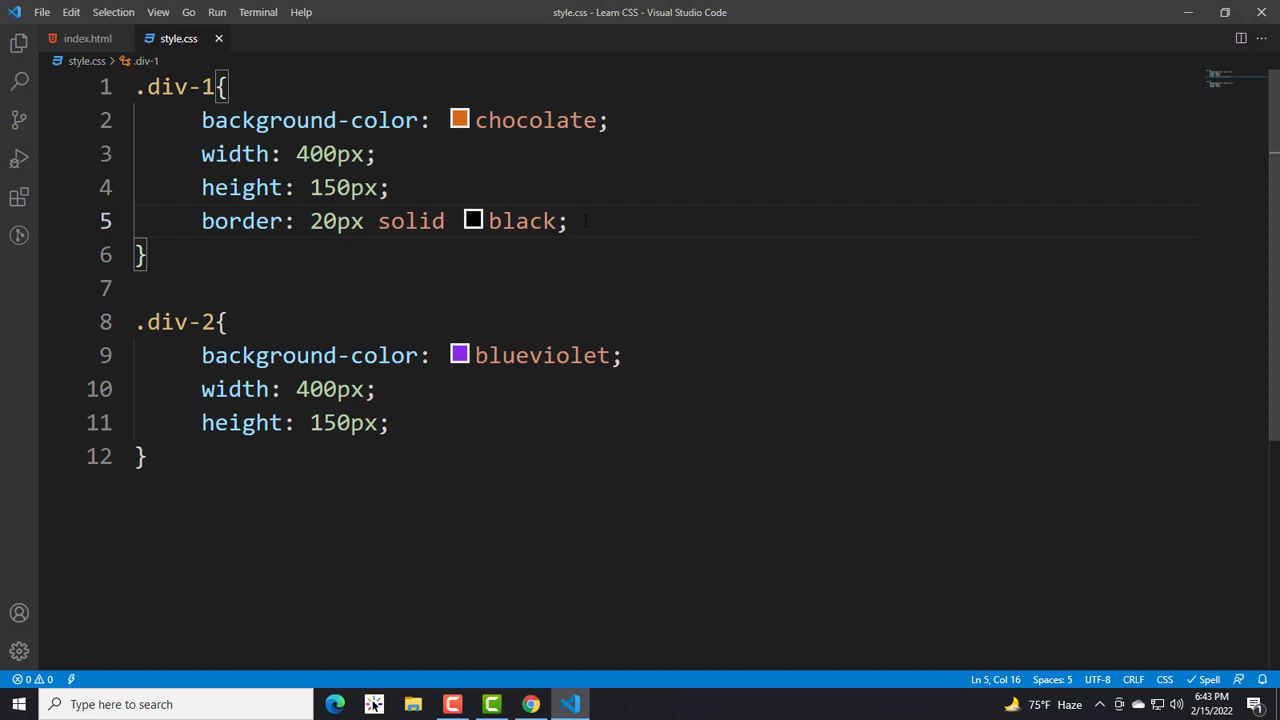 File Edit Selection View Go Run Terminal Help
style.css - Learn CSS - Visual Studio Code
index.html style.css
style.css .div-1
1 .div-1{
2 background-color: chocolate;
3 width: 400px;
4 height: 150px;
5 border: 20px solid black;
6 }
7
8 .div-2{
9 background-color: blueviolet;
10 width: 400px;
11 height: 150px;
12 }
0 0 Ln 5, Col 16 Spaces: 5 UTF-8 CRLF CSS Spell
Type here to search
75°F Haze
6:43 PM
2/15/2022
1